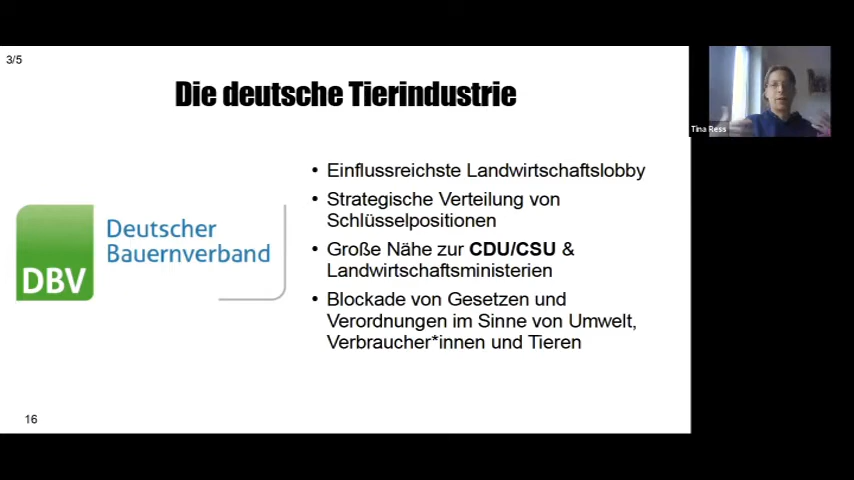 3/5
Die deutsche Tierindustrie
Tina Ress
• Einflussreichste Landwirtschaftslobby
• Strategische Verteilung von
Schlüsselpositionen
• Große Nähe zur CDU/CSU &
Landwirtschaftsministerien
• Blockade von Gesetzen und
Verordnungen im Sinne von Umwelt,
Verbraucher*innen und Tieren
DBV
Deutscher
Bauernverband
16